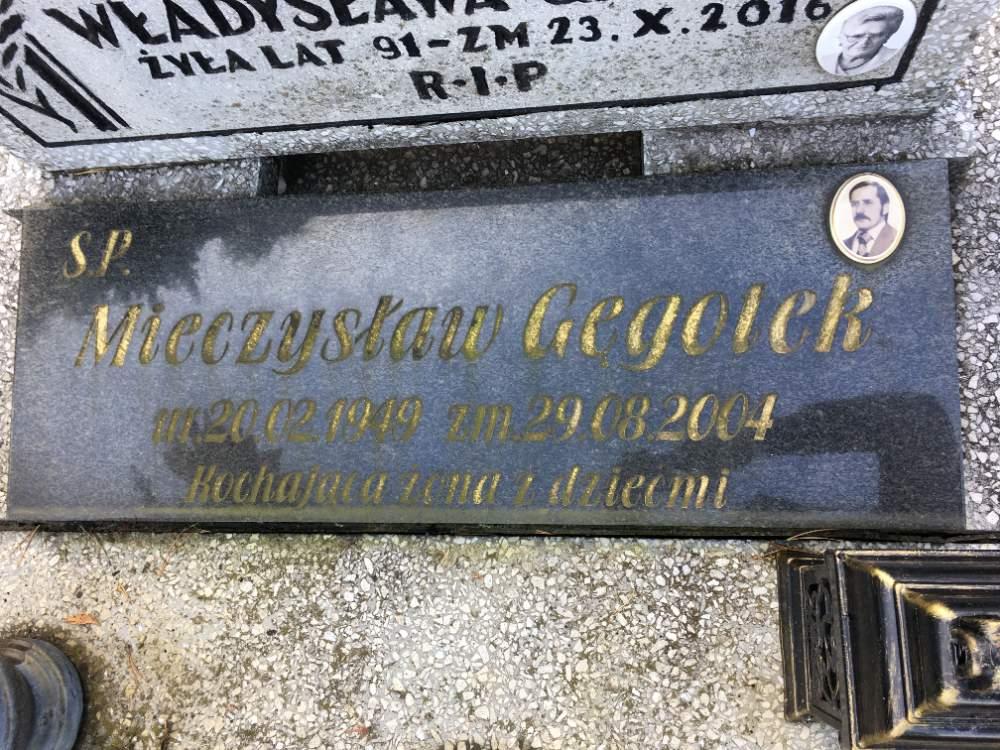 WŁADYSŁAWA
ŻYŁA LAT 91-ZM 23.X.2016
R·I·P
Ś.P.
Mieczysław Gęgotek
ur.20.02.1949 zm.29.08.2004
Kochająca żona z dziećmi